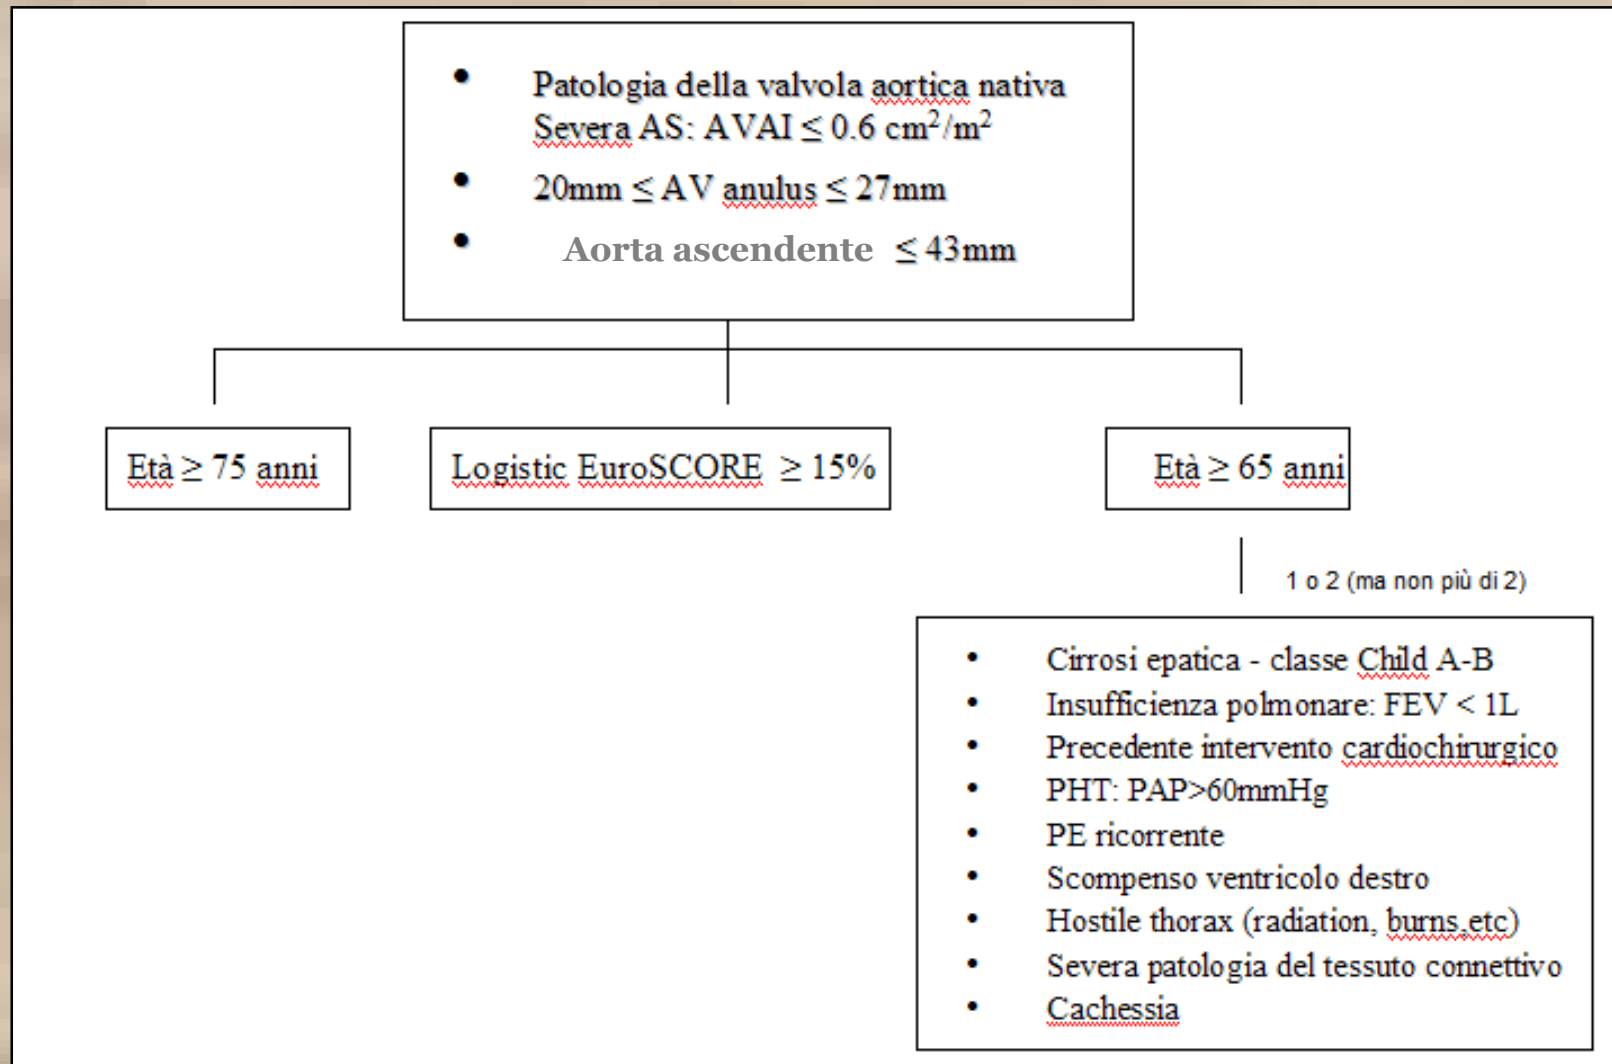 • Patologia della valvola aortica nativa
Severa AS: AVAI ≤ 0.6 cm²/m²
• 20mm ≤ AV anulus ≤ 27mm
• Aorta ascendente ≤ 43mm
Età ≥ 75 anni
Logistic EuroSCORE ≥ 15%
Età ≥ 65 anni
1 o 2 (ma non più di 2)
• Cirrosi epatica - classe Child A-B
• Insufficienza polmonare: FEV < 1L
• Precedente intervento cardiochirurgico
• PHT: PAP>60mmHg
• PE ricorrente
• Scompenso ventricolo destro
• Hostile thorax (radiation, burns,etc)
• Severa patologia del tessuto connettivo
• Cachessia